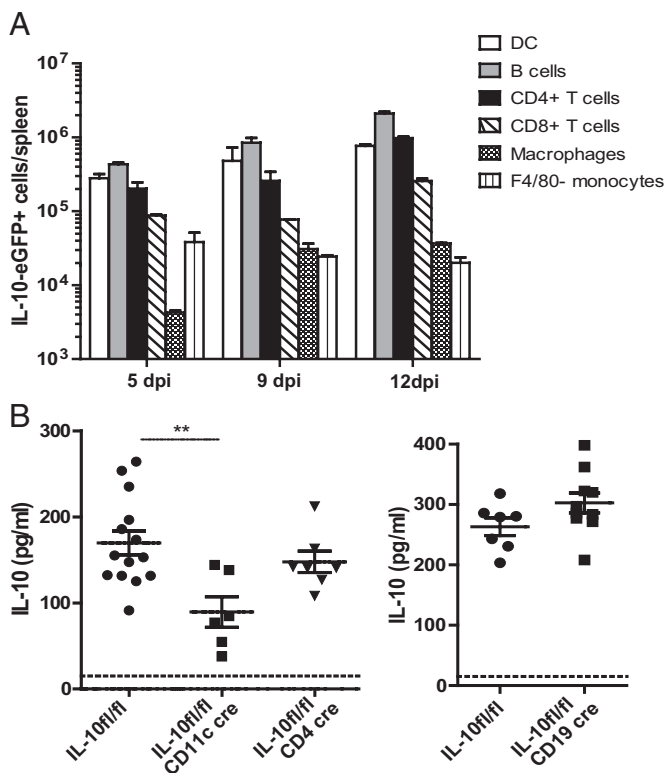 A
DC
B cells
CD4+ T cells
CD8+ T cells
Macrophages
F4/80- monocytes
IL-10-eGFP+ cells/spleen
10⁷
10⁶
10⁵
10⁴
10³
5 dpi
9 dpi
12dpi
B
**
IL-10 (pg/ml)
300
200
100
0
IL-10fl/fl
IL-10fl/fl
CD11c cre
IL-10fl/fl
CD4 cre
IL-10 (pg/ml)
400
300
200
100
0
IL-10fl/fl
IL-10fl/fl
CD19 cre